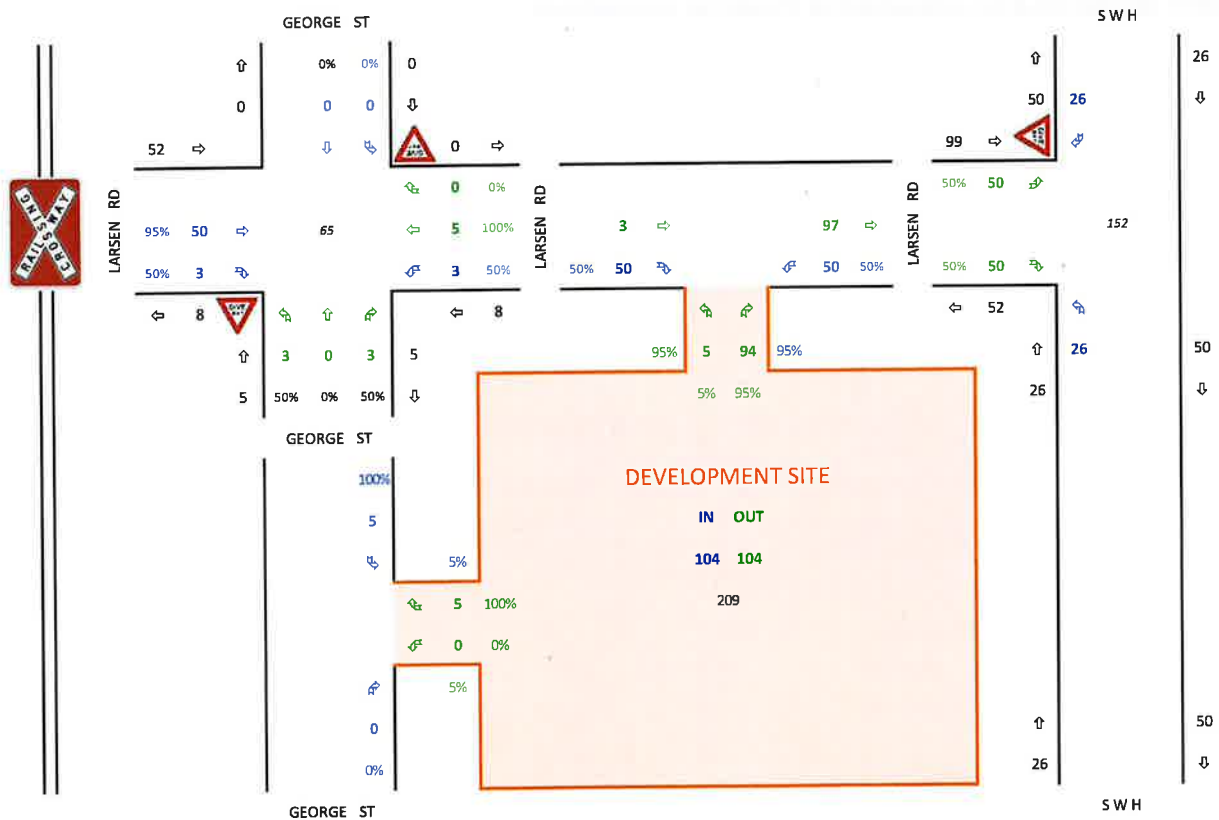 GEORGE ST
S W H
0% 0% 0
26
0 0 0
50 26
52 0 99
0 0% 50% 50
RAILWAY CROSSING
LARSEN RD
95% 50 65 5 100%
LARSEN RD
3 97
LARSEN RD
152
50% 3 3 50% 50% 50 50 50% 50% 50
8 GIVE WAY 8 52
3 0 3 5 95% 5 94 95% 26 50
5 50% 0% 50% 5% 95% 26
GEORGE ST
100%
DEVELOPMENT SITE
5 IN OUT
5% 104 104
5 100% 209
0 0%
5%
0 50
0% 26
GEORGE ST
S W H